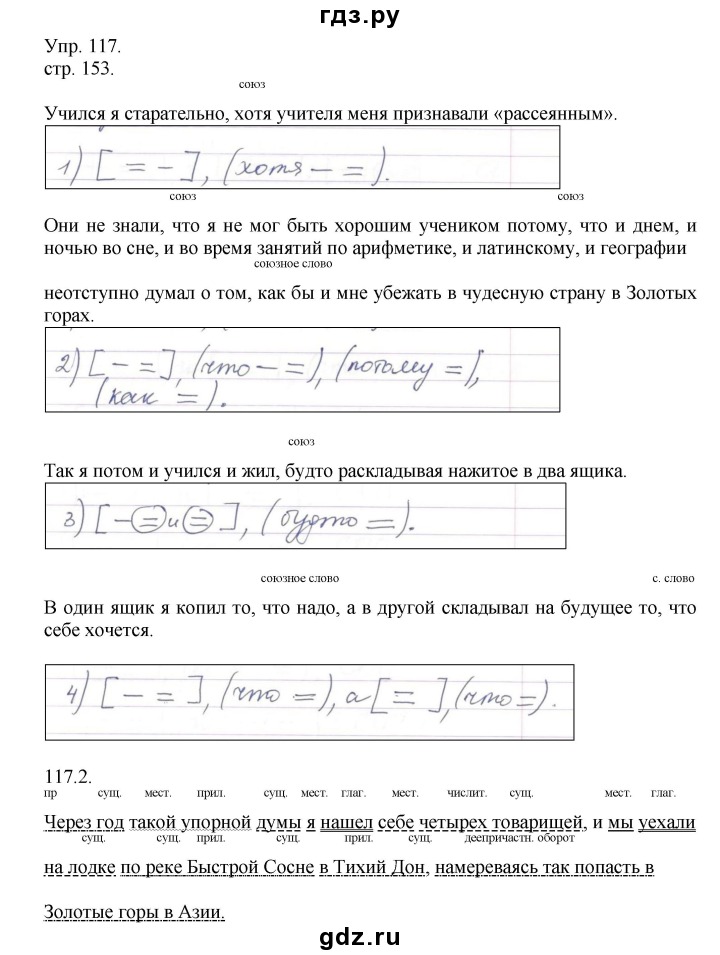 гдз.ру
Упр. 117.
стр. 153.
союз
Учился я старательно, хотя учителя меня признавали «рассеянным».
1) [ = – ], (хотя – = ).
союз союз
Они не знали, что я не мог быть хорошим учеником потому, что и днем, и
ночью во сне, и во время занятий по арифметике, и латинскому, и географии
союзное слово
неотступно думал о том, как бы и мне убежать в чудесную страну в Золотых
горах.
2) [ – = ], (что – = ), (потому = ),
(как = ).
союз
Так я потом и учился и жил, будто раскладывая нажитое в два ящика.
3) [ – = и = ], (будто = ).
союзное слово с. слово
В один ящик я копил то, что надо, а в другой складывал на будущее то, что
себе хочется.
4) [ – = ], (что = ), а [ = ], (что = ).
117.2.
пр сущ. мест. прил. сущ. мест. глаг. мест. числит. сущ. мест. глаг.
Через год такой упорной думы я нашел себе четырех товарищей, и мы уехали
сущ. сущ. прил. сущ. прил. сущ. деепричастн. оборот
на лодке по реке Быстрой Сосне в Тихий Дон, намереваясь так попасть в
Золотые горы в Азии.
gdz.ru